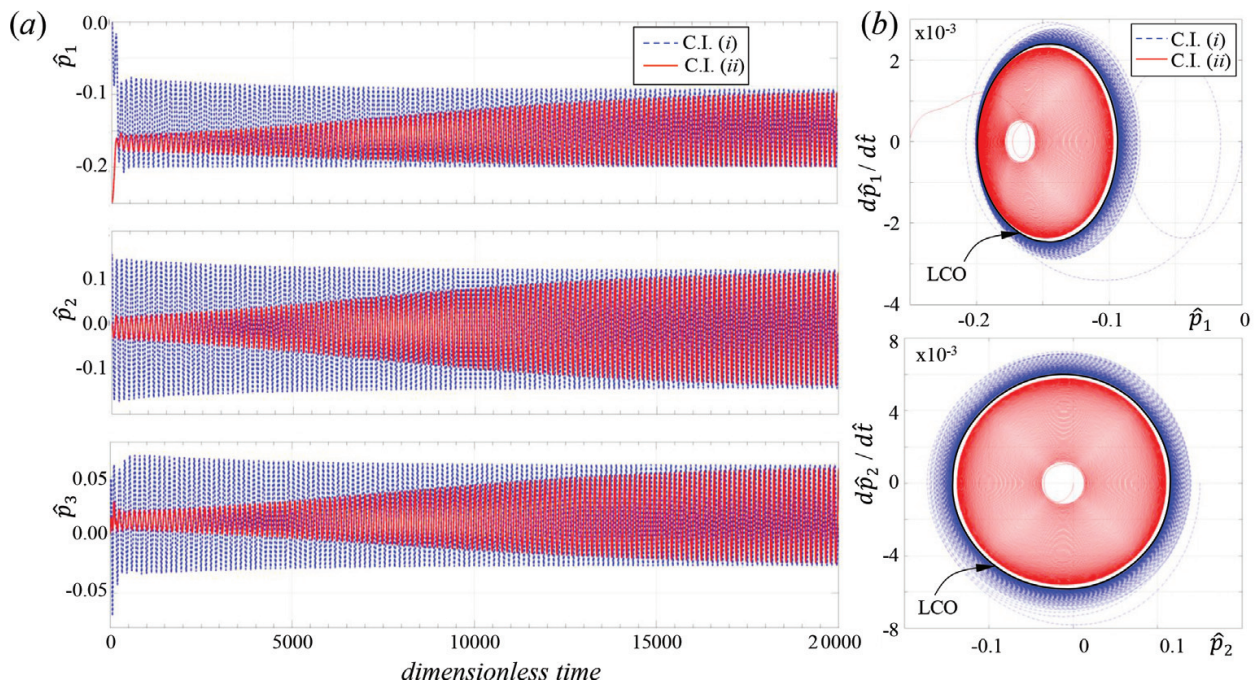 (a)
p̂1
0.0
-0.1
-0.2
C.I. (i)
C.I. (ii)
p̂2
0.1
0.0
-0.1
p̂3
0.05
0.00
-0.05
0 5000 10000 15000 20000
dimensionless time
(b)
x10-3
C.I. (i)
C.I. (ii)
dp̂1/dt̂
2
0
-2
-4
LCO
-0.2 -0.1 p̂1 0
x10-3
dp̂2/dt̂
8
4
0
-4
-8
LCO
-0.1 0 0.1 p̂2